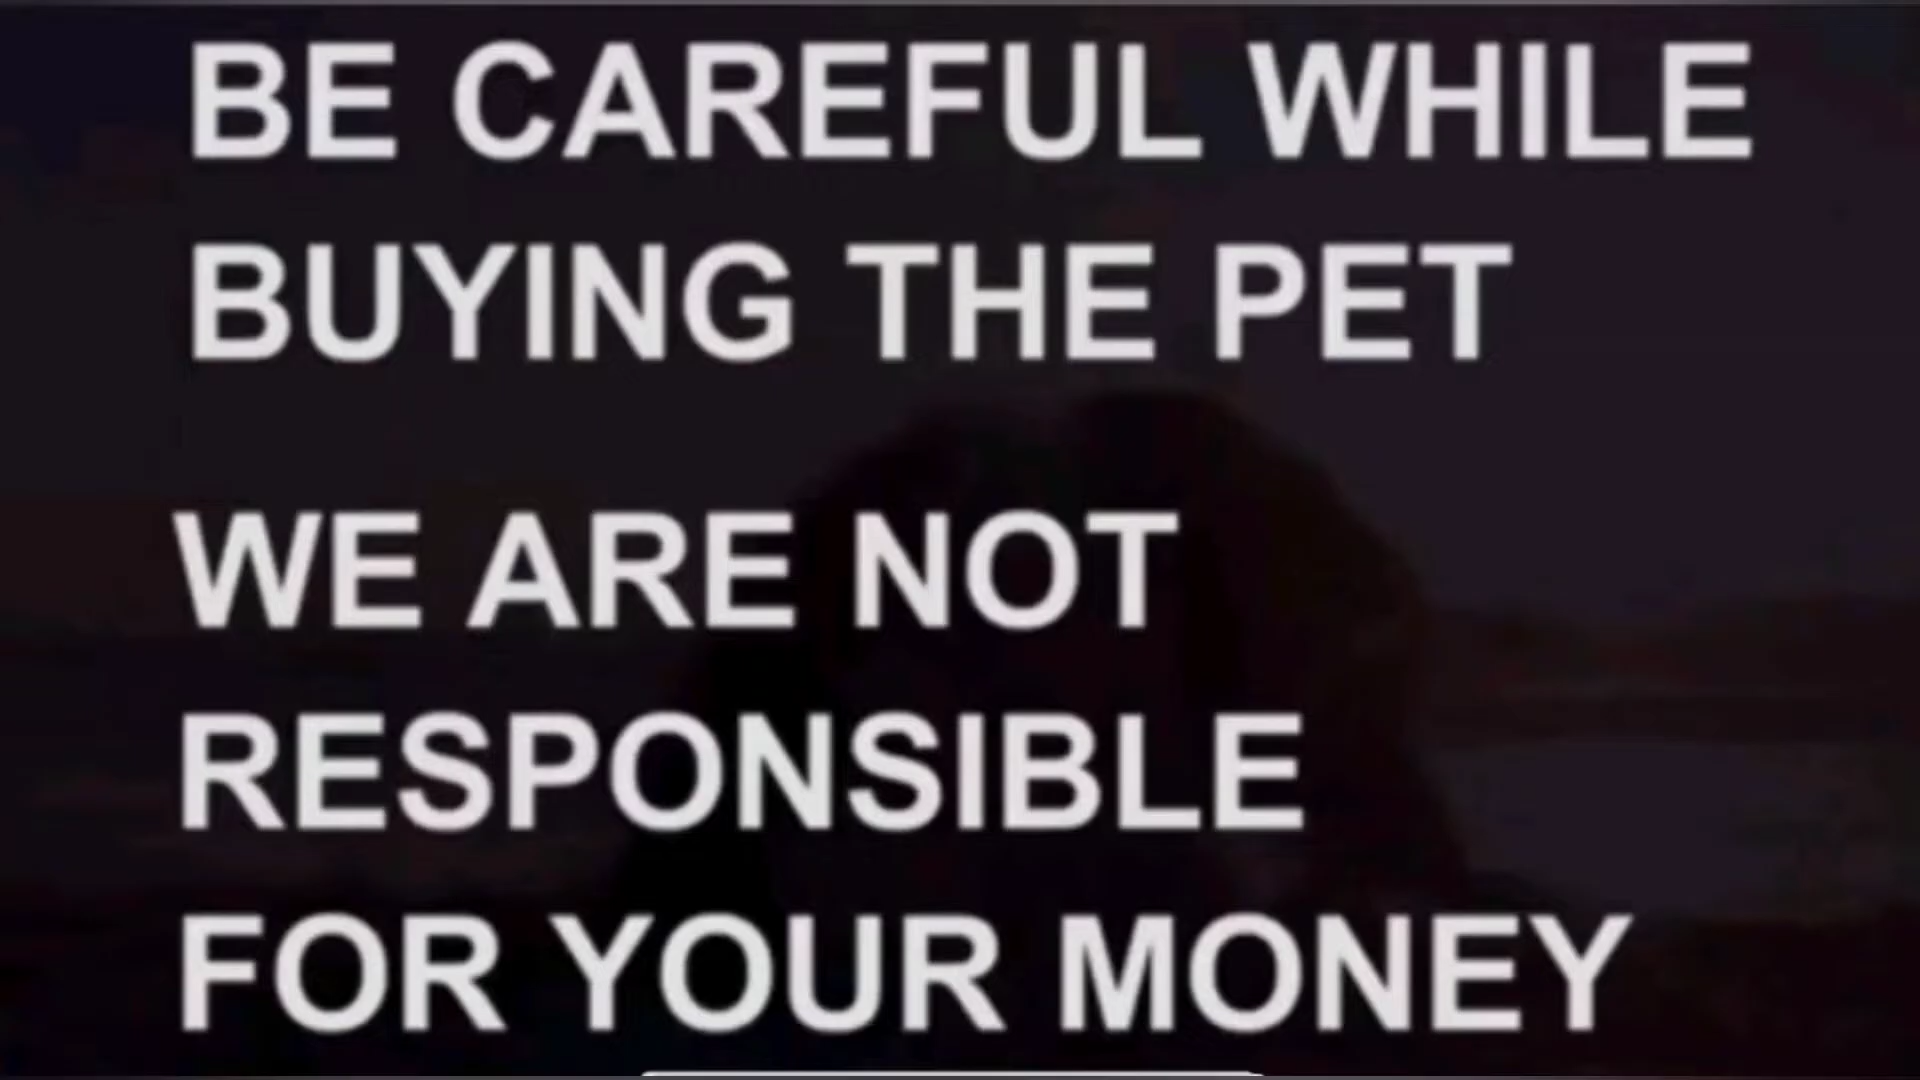 BE CAREFUL WHILE
BUYING THE PET
WE ARE NOT
RESPONSIBLE
FOR YOUR MONEY